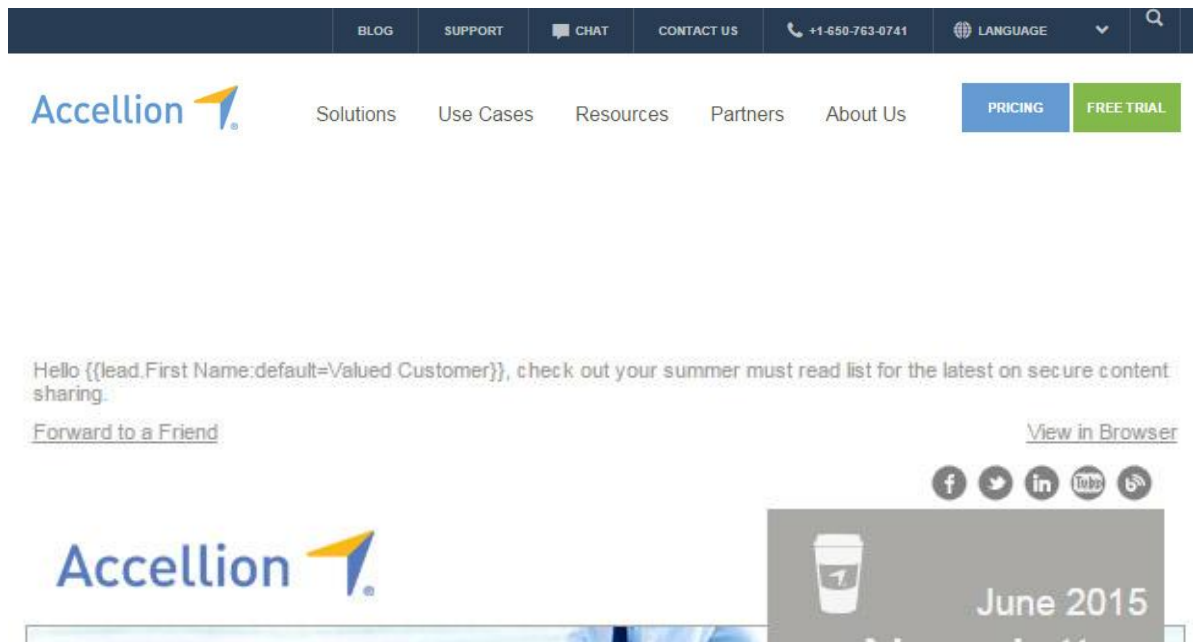 BLOG SUPPORT CHAT CONTACT US +1-650-763-0741 LANGUAGE
Accellion Solutions Use Cases Resources Partners About Us PRICING FREE TRIAL
Hello {{lead.First Name:default=Valued Customer}}, check out your summer must read list for the latest on secure content
sharing.
Forward to a Friend View in Browser
f in Tube b
Accellion
June 2015